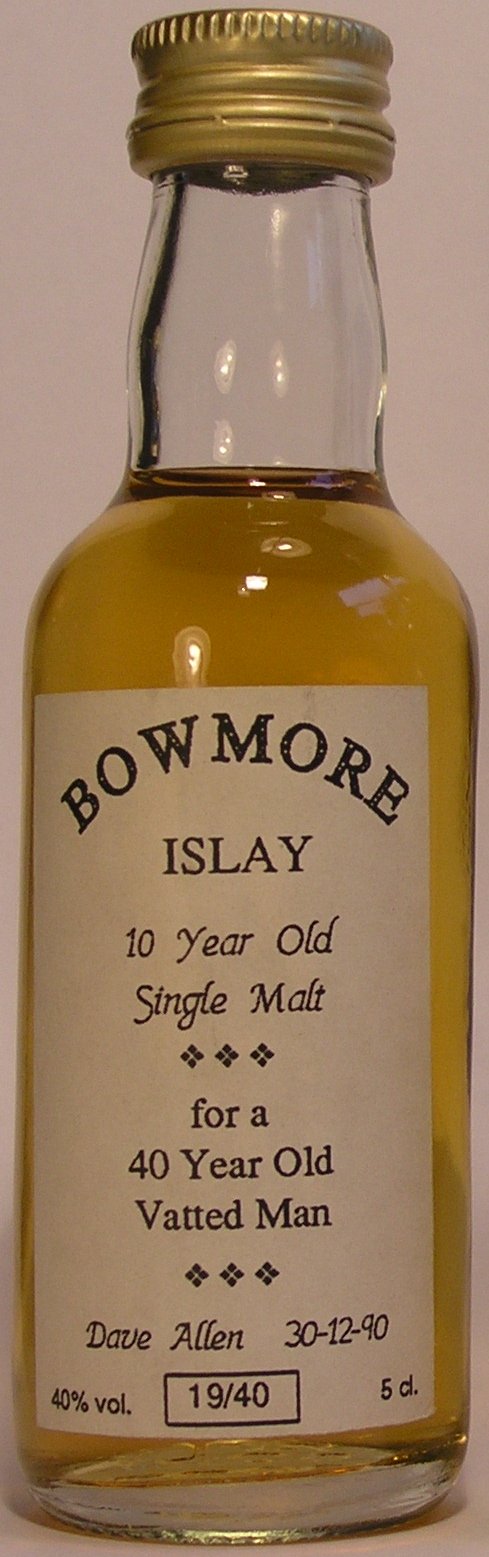 BOWMORE
ISLAY
10 Year Old
Single Malt
for a
40 Year Old
Vatted Man
Dave Allen 30-12-90
40% vol. 19/40 5 cl.